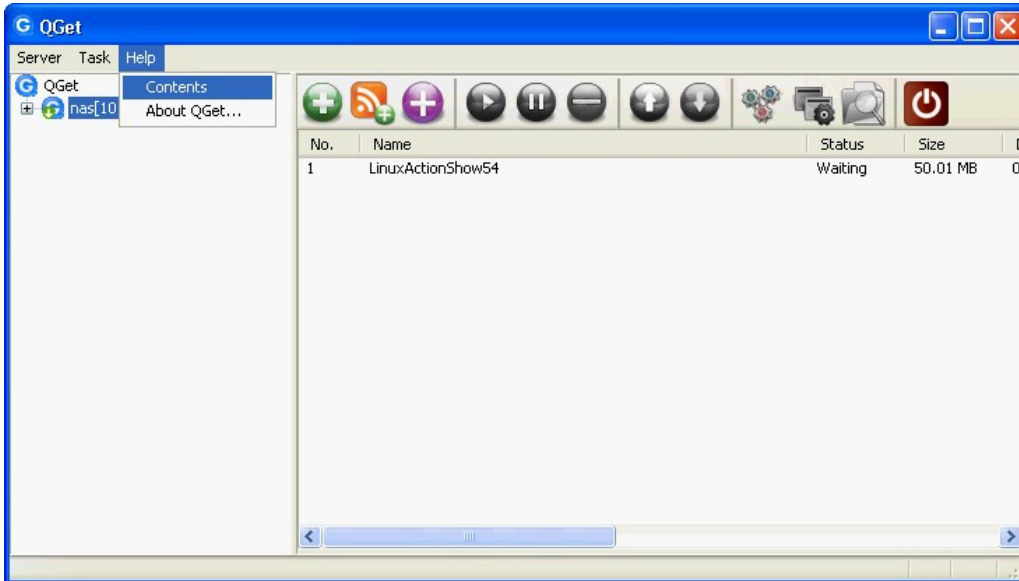 QGet
Server Task Help
QGet
nas[10
Contents
About QGet...
No. Name Status Size
1 LinuxActionShow54 Waiting 50.01 MB 0